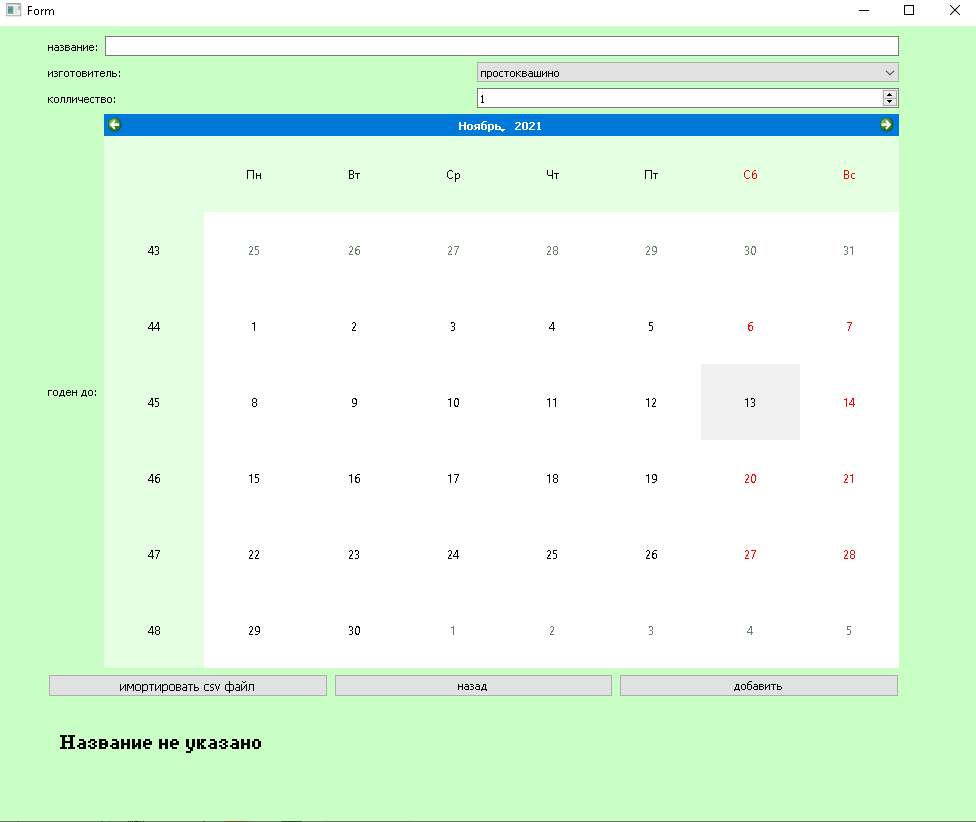 Form
название:
изготовитель: простоквашино
колличество: 1
Ноябрь, 2021
Пн Вт Ср Чт Пт Сб Вс
43 25 26 27 28 29 30 31
44 1 2 3 4 5 6 7
годен до:
45 8 9 10 11 12 13 14
46 15 16 17 18 19 20 21
47 22 23 24 25 26 27 28
48 29 30 1 2 3 4 5
имортировать csv файл назад добавить
Название не указано